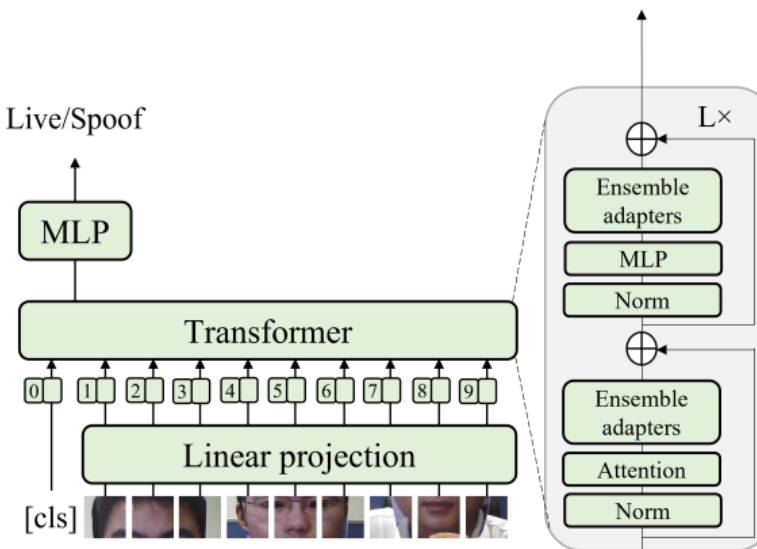 Live/Spoof
MLP
Transformer
0 1 2 3 4 5 6 7 8 9
Linear projection
[cls]
L×
Ensemble
adapters
MLP
Norm
Ensemble
adapters
Attention
Norm